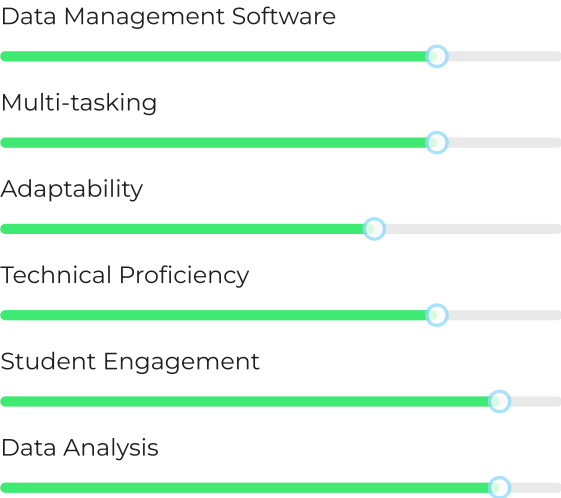 Data Management Software
Multi-tasking
Adaptability
Technical Proficiency
Student Engagement
Data Analysis